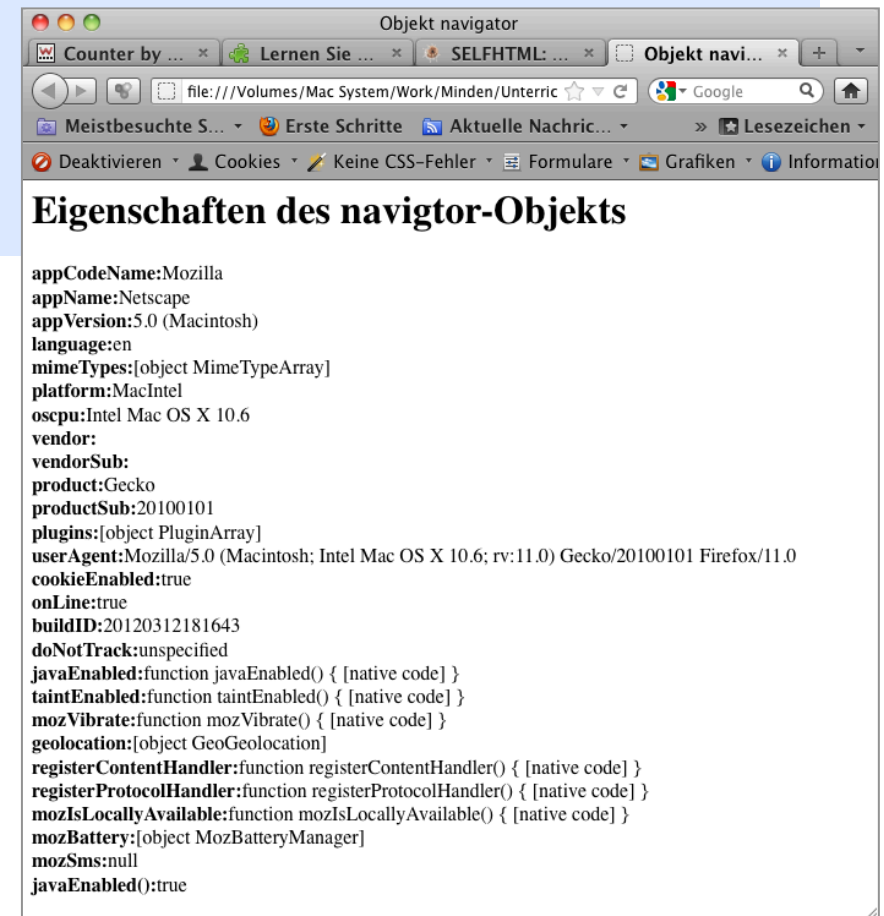 Objekt navigator
Counter by ... × Lernen Sie ... × SELFHTML: ... × Objekt navi... × +
file:///Volumes/Mac System/Work/Minden/Unterric Google
Meistbesuchte S... Erste Schritte Aktuelle Nachric... » Lesezeichen
Deaktivieren Cookies Keine CSS-Fehler Formulare Grafiken Information
Eigenschaften des navigtor-Objekts
appCodeName:Mozilla
appName:Netscape
appVersion:5.0 (Macintosh)
language:en
mimeTypes:[object MimeTypeArray]
platform:MacIntel
oscpu:Intel Mac OS X 10.6
vendor:
vendorSub:
product:Gecko
productSub:20100101
plugins:[object PluginArray]
userAgent:Mozilla/5.0 (Macintosh; Intel Mac OS X 10.6; rv:11.0) Gecko/20100101 Firefox/11.0
cookieEnabled:true
onLine:true
buildID:20120312181643
doNotTrack:unspecified
javaEnabled:function javaEnabled() { [native code] }
taintEnabled:function taintEnabled() { [native code] }
mozVibrate:function mozVibrate() { [native code] }
geolocation:[object GeoGeolocation]
registerContentHandler:function registerContentHandler() { [native code] }
registerProtocolHandler:function registerProtocolHandler() { [native code] }
mozIsLocallyAvailable:function mozIsLocallyAvailable() { [native code] }
mozBattery:[object MozBatteryManager]
mozSms:null
javaEnabled():true